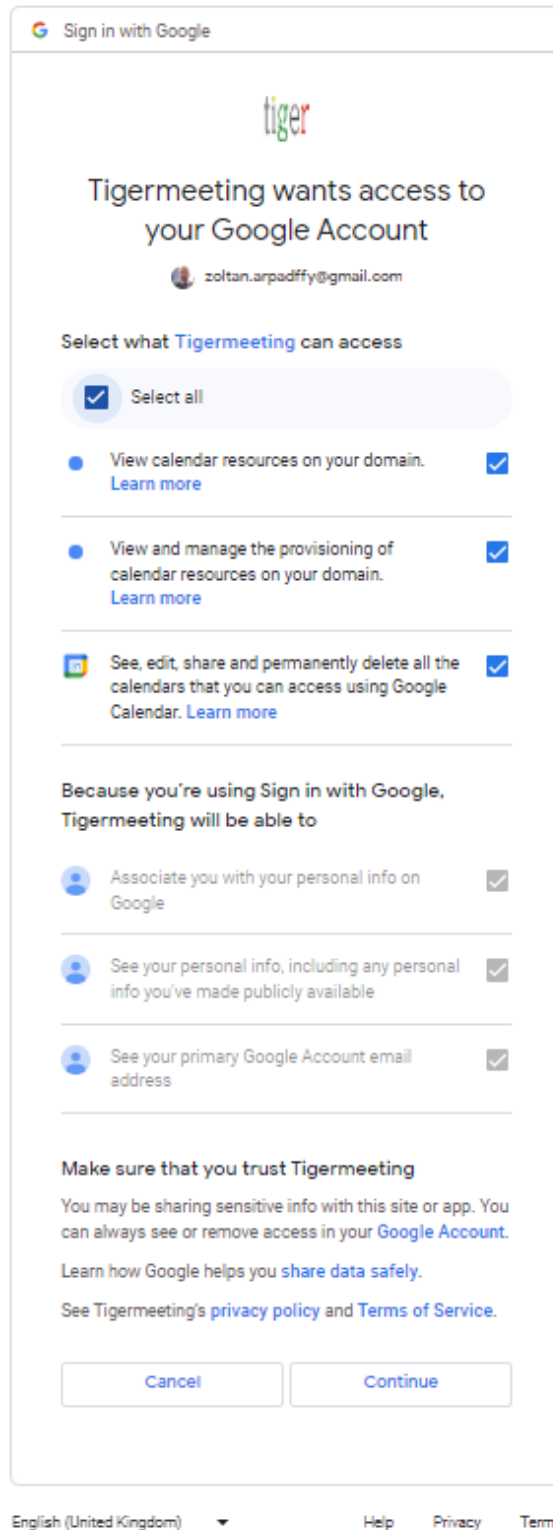 Sign in with Google
tiger
Tigermeeting wants access to
your Google Account
zoltan.arpadffy@gmail.com
Select what Tigermeeting can access
Select all
View calendar resources on your domain.
Learn more
View and manage the provisioning of
calendar resources on your domain.
Learn more
See, edit, share and permanently delete all the
calendars that you can access using Google
Calendar. Learn more
Because you're using Sign in with Google,
Tigermeeting will be able to
Associate you with your personal info on
Google
See your personal info, including any personal
info you've made publicly available
See your primary Google Account email
address
Make sure that you trust Tigermeeting
You may be sharing sensitive info with this site or app. You
can always see or remove access in your Google Account.
Learn how Google helps you share data safely.
See Tigermeeting's privacy policy and Terms of Service.
Cancel Continue
English (United Kingdom) Help Privacy Term